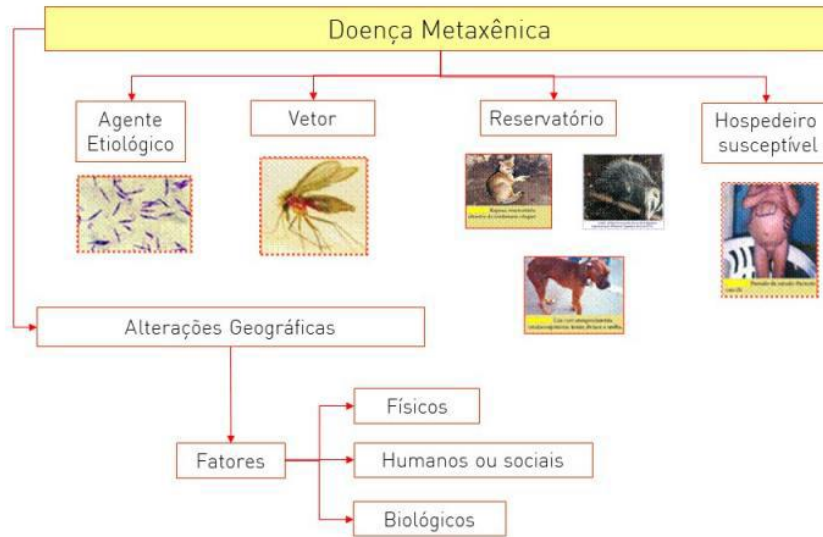 Doença Metaxênica
Agente
Etiológico
Vetor
Reservatório
Hospedeiro
susceptível
Alterações Geográficas
Fatores
Físicos
Humanos ou sociais
Biológicos